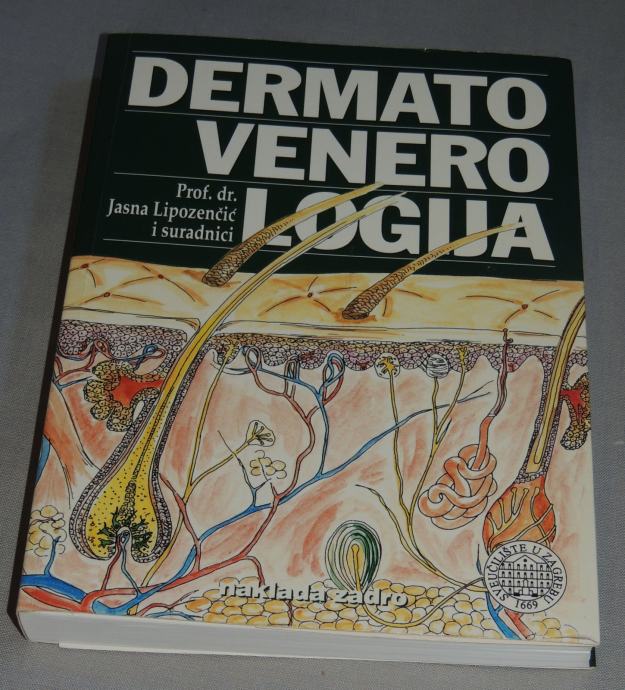 DERMATO
VENERO
LOGIJA
Prof. dr.
Jasna Lipozenčić
i suradnici
naklada zadro
SVEUČILIŠTE U ZAGREBU
1669